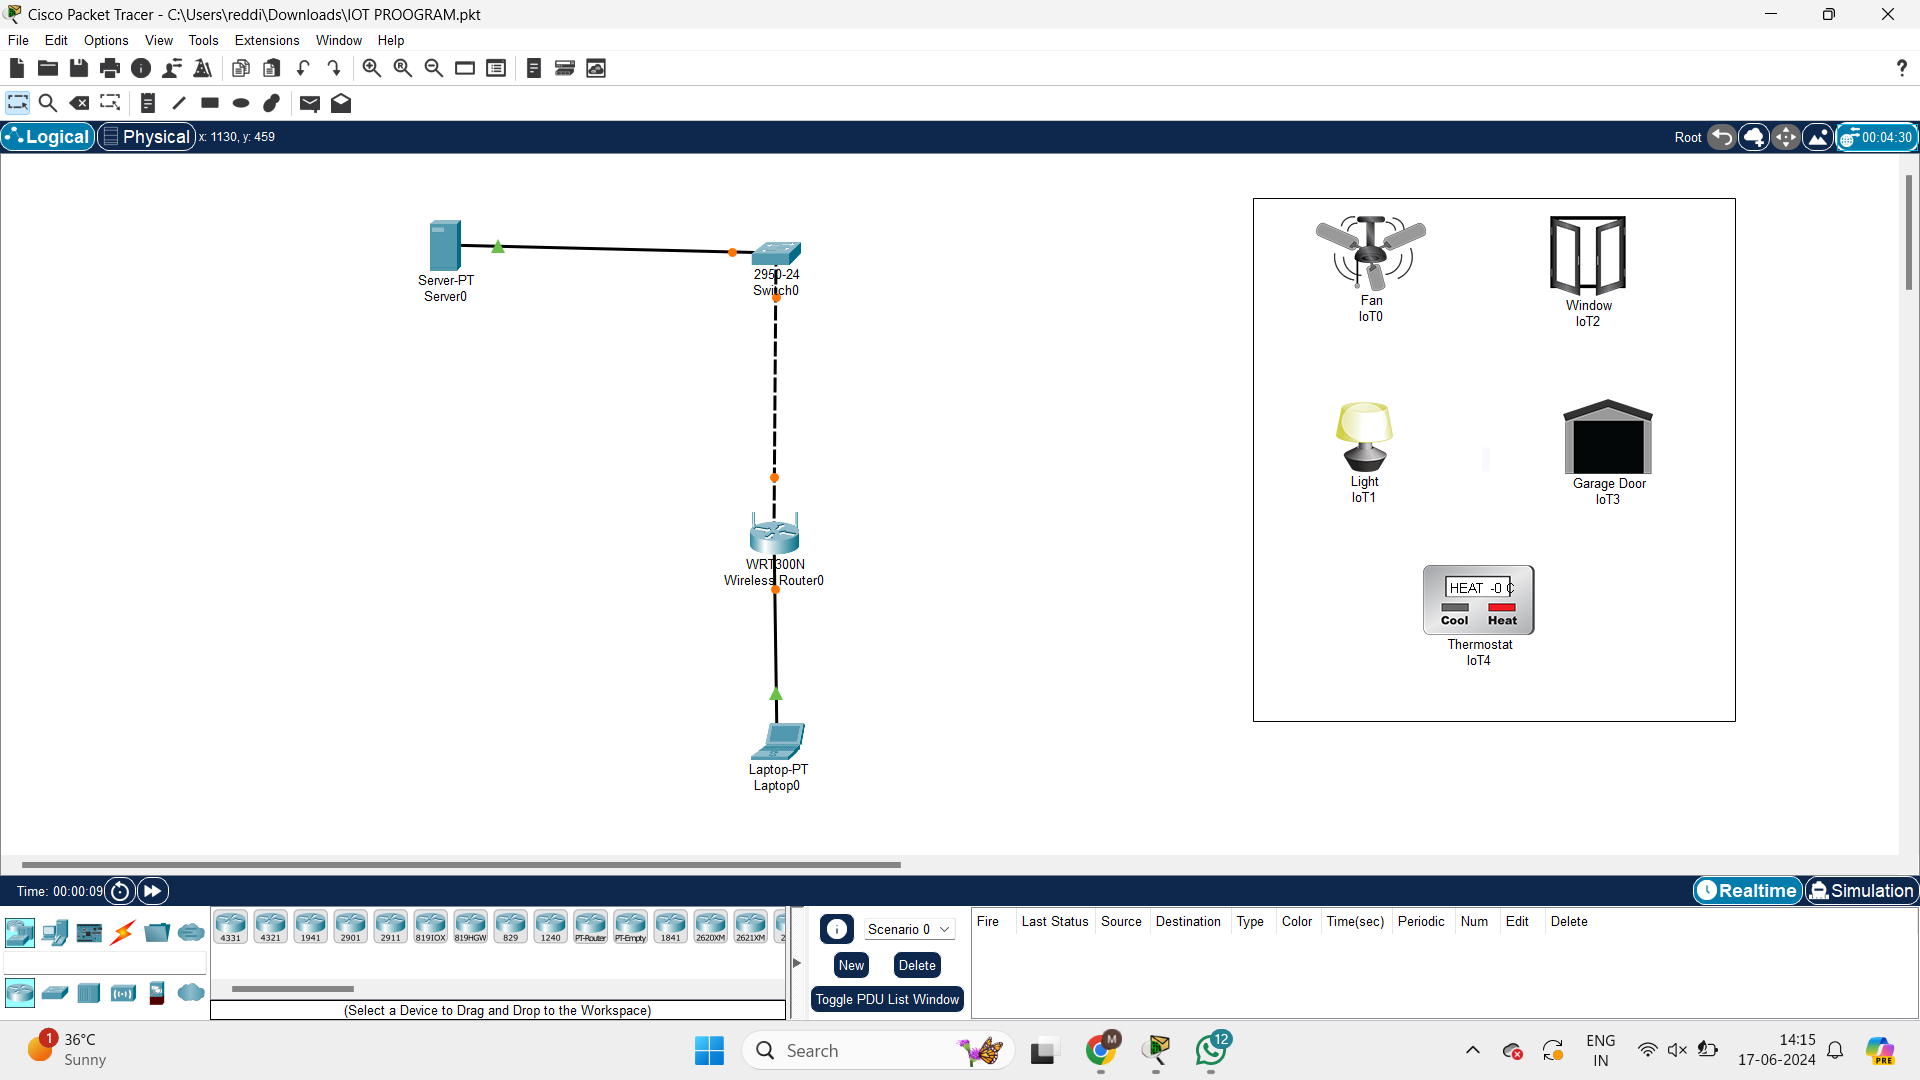 Cisco Packet Tracer - C:\Users\reddi\Downloads\IOT PROOGRAM.pkt
File Edit Options View Tools Extensions Window Help
?
Logical Physical x: 1130, y: 459 Root 00:04:30
Server-PT
Server0
2950-24
Switch0
WRT300N
Wireless Router0
Laptop-PT
Laptop0
Fan
IoT0
Window
IoT2
Light
IoT1
Garage Door
IoT3
HEAT -0 C
Cool Heat
Thermostat
IoT4
Time: 00:00:09 Realtime Simulation
4331 4321 1941 2901 2911 819IOX 819HGW 829 1240 PT-Router PT-Empty 1841 2620XM 2621XM 2
(Select a Device to Drag and Drop to the Workspace)
Scenario 0
New Delete
Toggle PDU List Window
Fire Last Status Source Destination Type Color Time(sec) Periodic Num Edit Delete
1 36°C
Sunny
Search
M
12
ENG
IN
14:15
17-06-2024
PRE